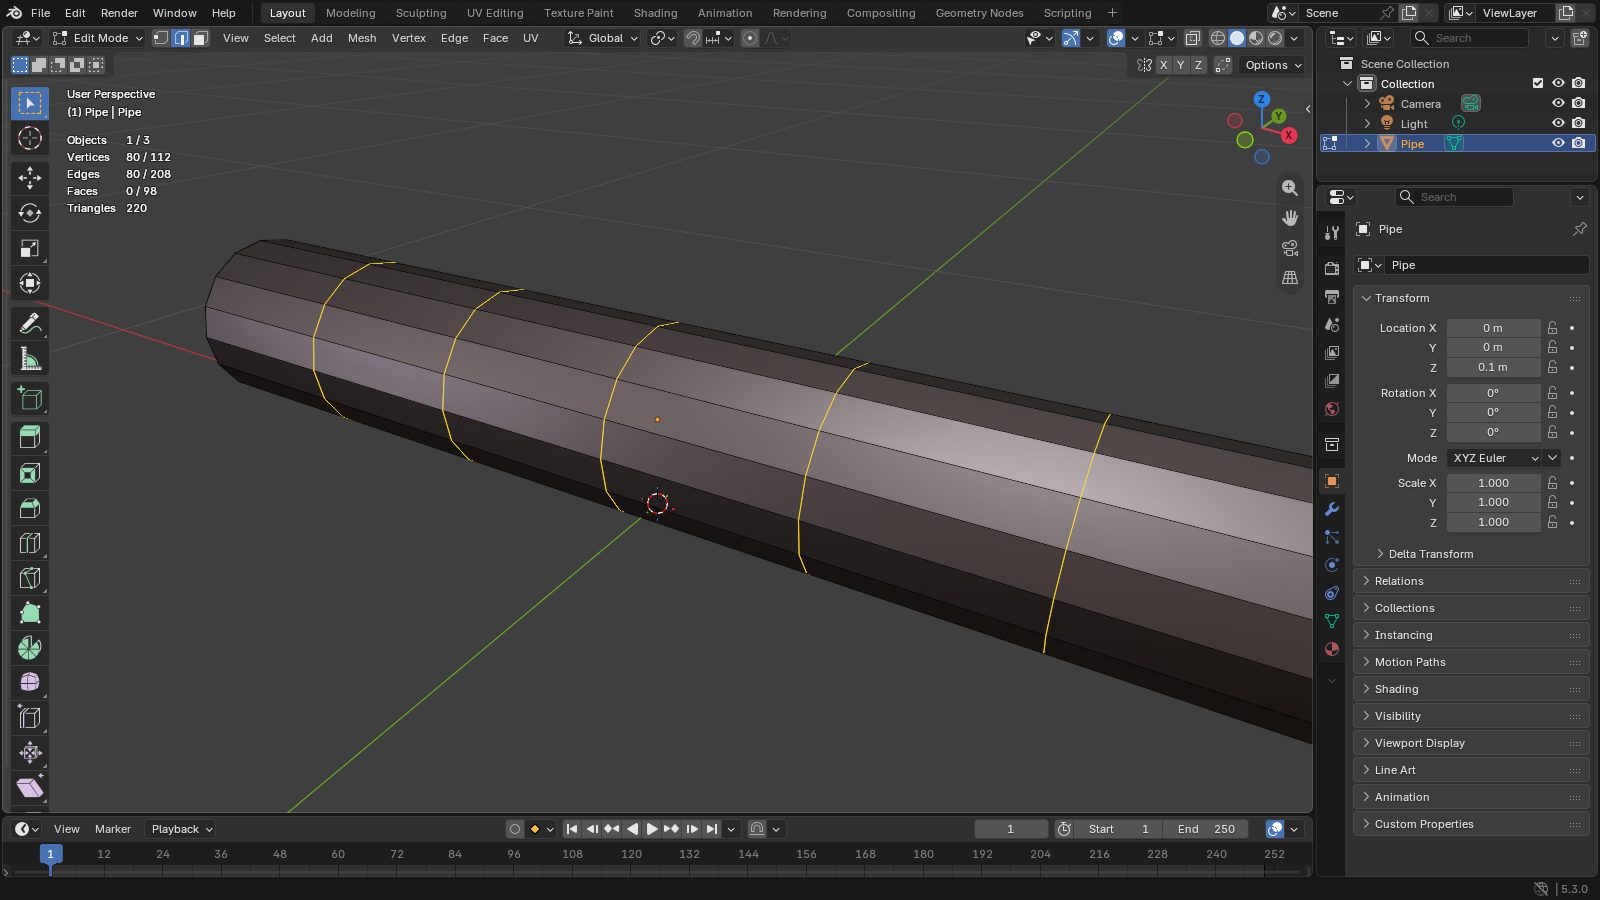 File Edit Render Window Help Layout Modeling Sculpting UV Editing Texture Paint Shading Animation Rendering Compositing Geometry Nodes Scripting + Scene ViewLayer
Edit Mode View Select Add Mesh Vertex Edge Face UV Global Search
X Y Z Options
User Perspective
(1) Pipe | Pipe
Objects 1 / 3
Vertices 80 / 112
Edges 80 / 208
Faces 0 / 98
Triangles 220
Z
Y
X
Scene Collection
Collection
Camera
Light
Pipe
Search
Pipe
Pipe
Transform
Location X 0 m
Y 0 m
Z 0.1 m
Rotation X 0°
Y 0°
Z 0°
Mode XYZ Euler
Scale X 1.000
Y 1.000
Z 1.000
Delta Transform
Relations
Collections
Instancing
Motion Paths
Shading
Visibility
Viewport Display
Line Art
Animation
Custom Properties
View Marker Playback 1 Start 1 End 250
1 12 24 36 48 60 72 84 96 108 120 132 144 156 168 180 192 204 216 228 240 252
5.3.0